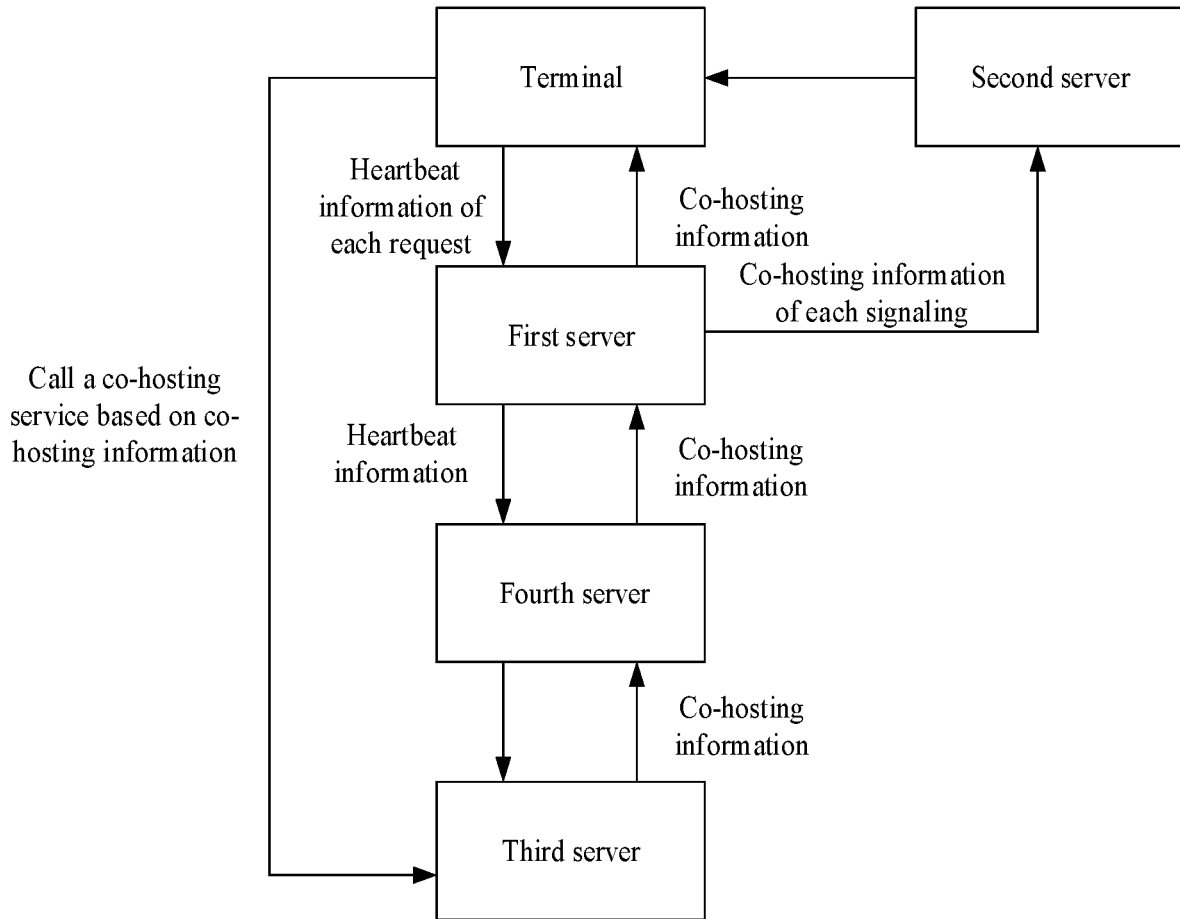 Terminal
Second server
Heartbeat
information of
each request
Co-hosting
information
Co-hosting information
of each signaling
First server
Call a co-hosting
service based on co-
hosting information
Heartbeat
information
Co-hosting
information
Fourth server
Co-hosting
information
Third server